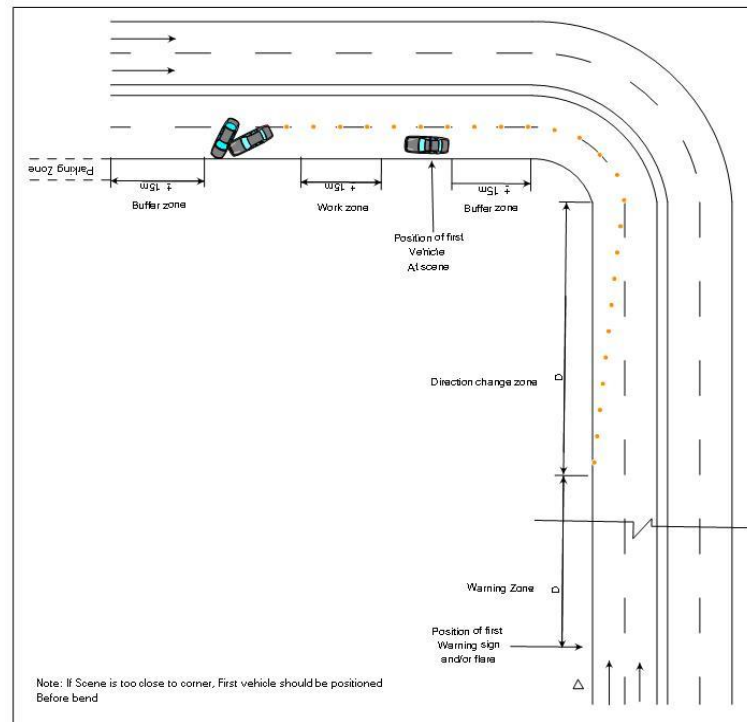 Parking Zone
± 15m
± 15m
± 15m
Buffer zone
Work zone
Buffer zone
Position of first
Vehicle
At scene
Direction change zone
D
Warning Zone
D
Position of first
Warning sign
and/or flare
Note: If Scene is too close to corner, First vehicle should be positioned
Before bend